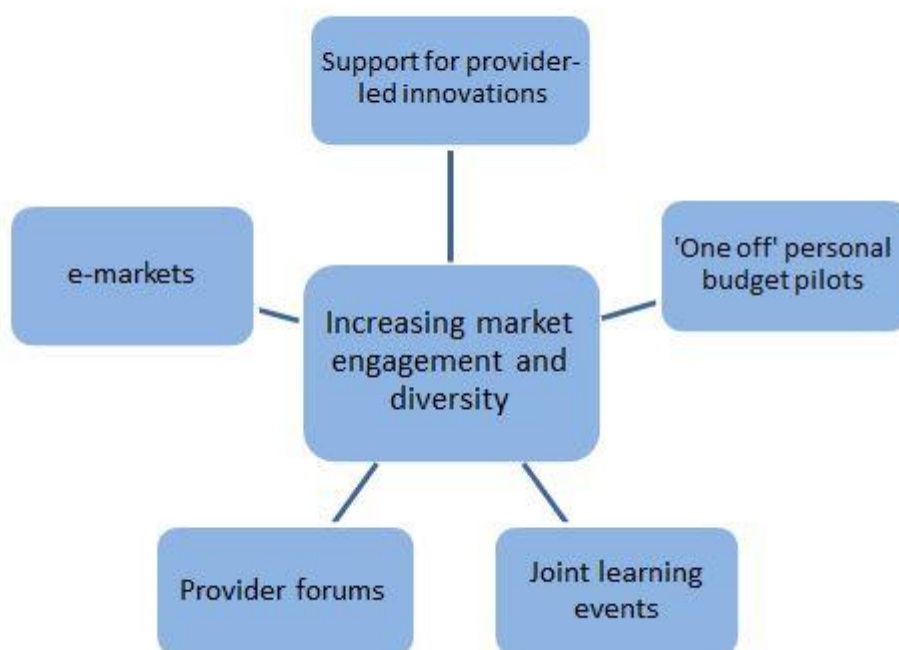 Support for provider-
led innovations
e-markets
'One off' personal
budget pilots
Increasing market
engagement and
diversity
Provider forums
Joint learning
events